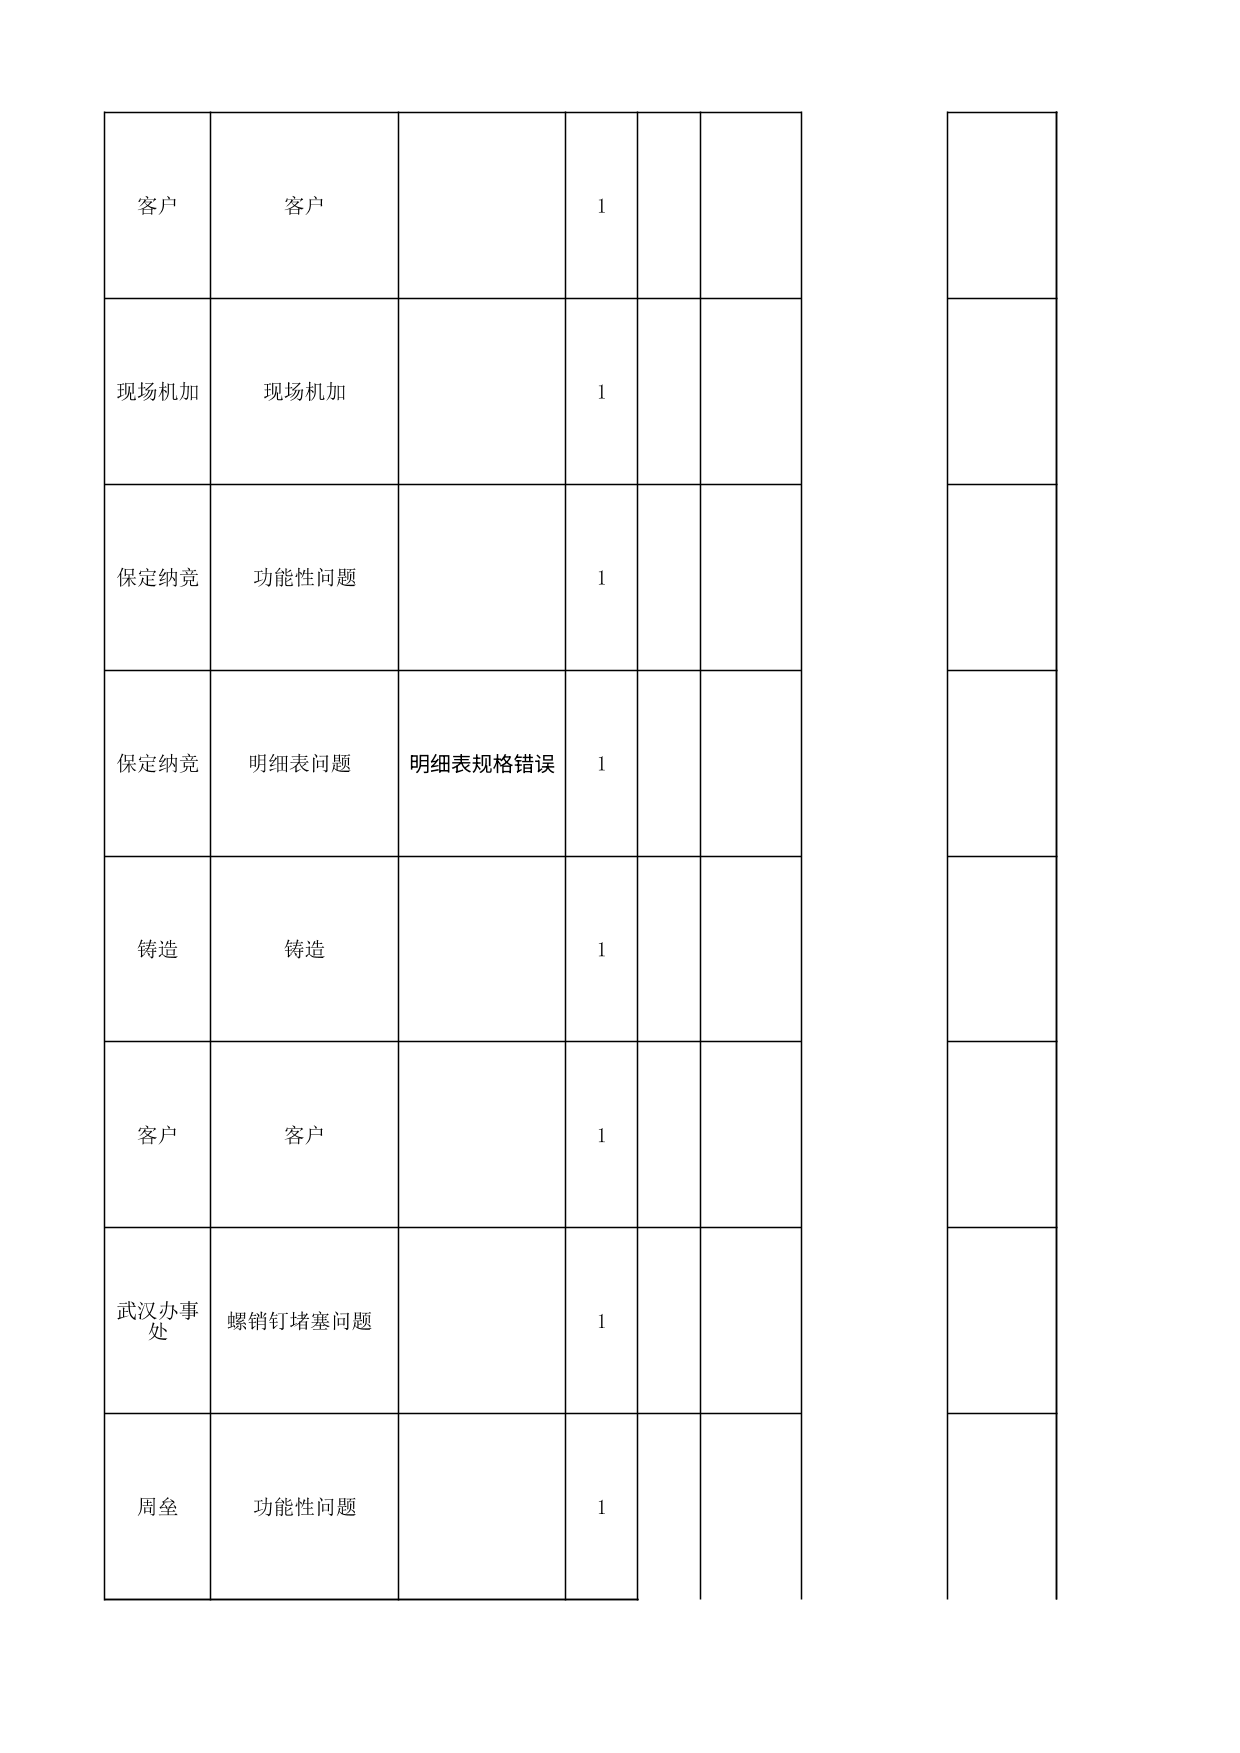 客户 客户 1
现场机加 现场机加 1
保定纳竞 功能性问题 1
保定纳竞 明细表问题 明细表规格错误 1
铸造 铸造 1
客户 客户 1
武汉办事
处 螺销钉堵塞问题 1
周垒 功能性问题 1